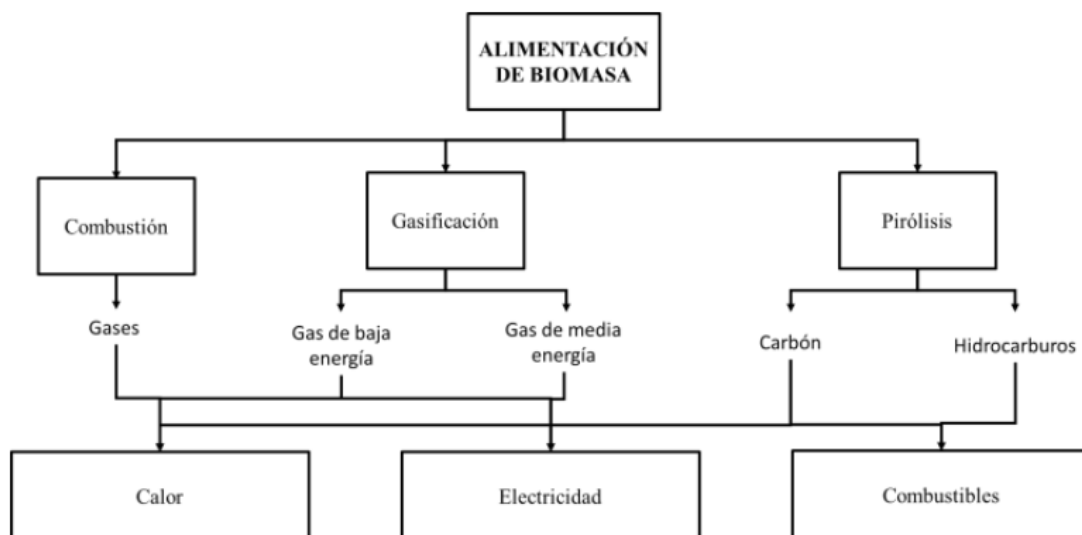 ALIMENTACIÓN
DE BIOMASA
Combustión
Gasificación
Pirólisis
Gases
Gas de baja
energía
Gas de media
energía
Carbón
Hidrocarburos
Calor
Electricidad
Combustibles